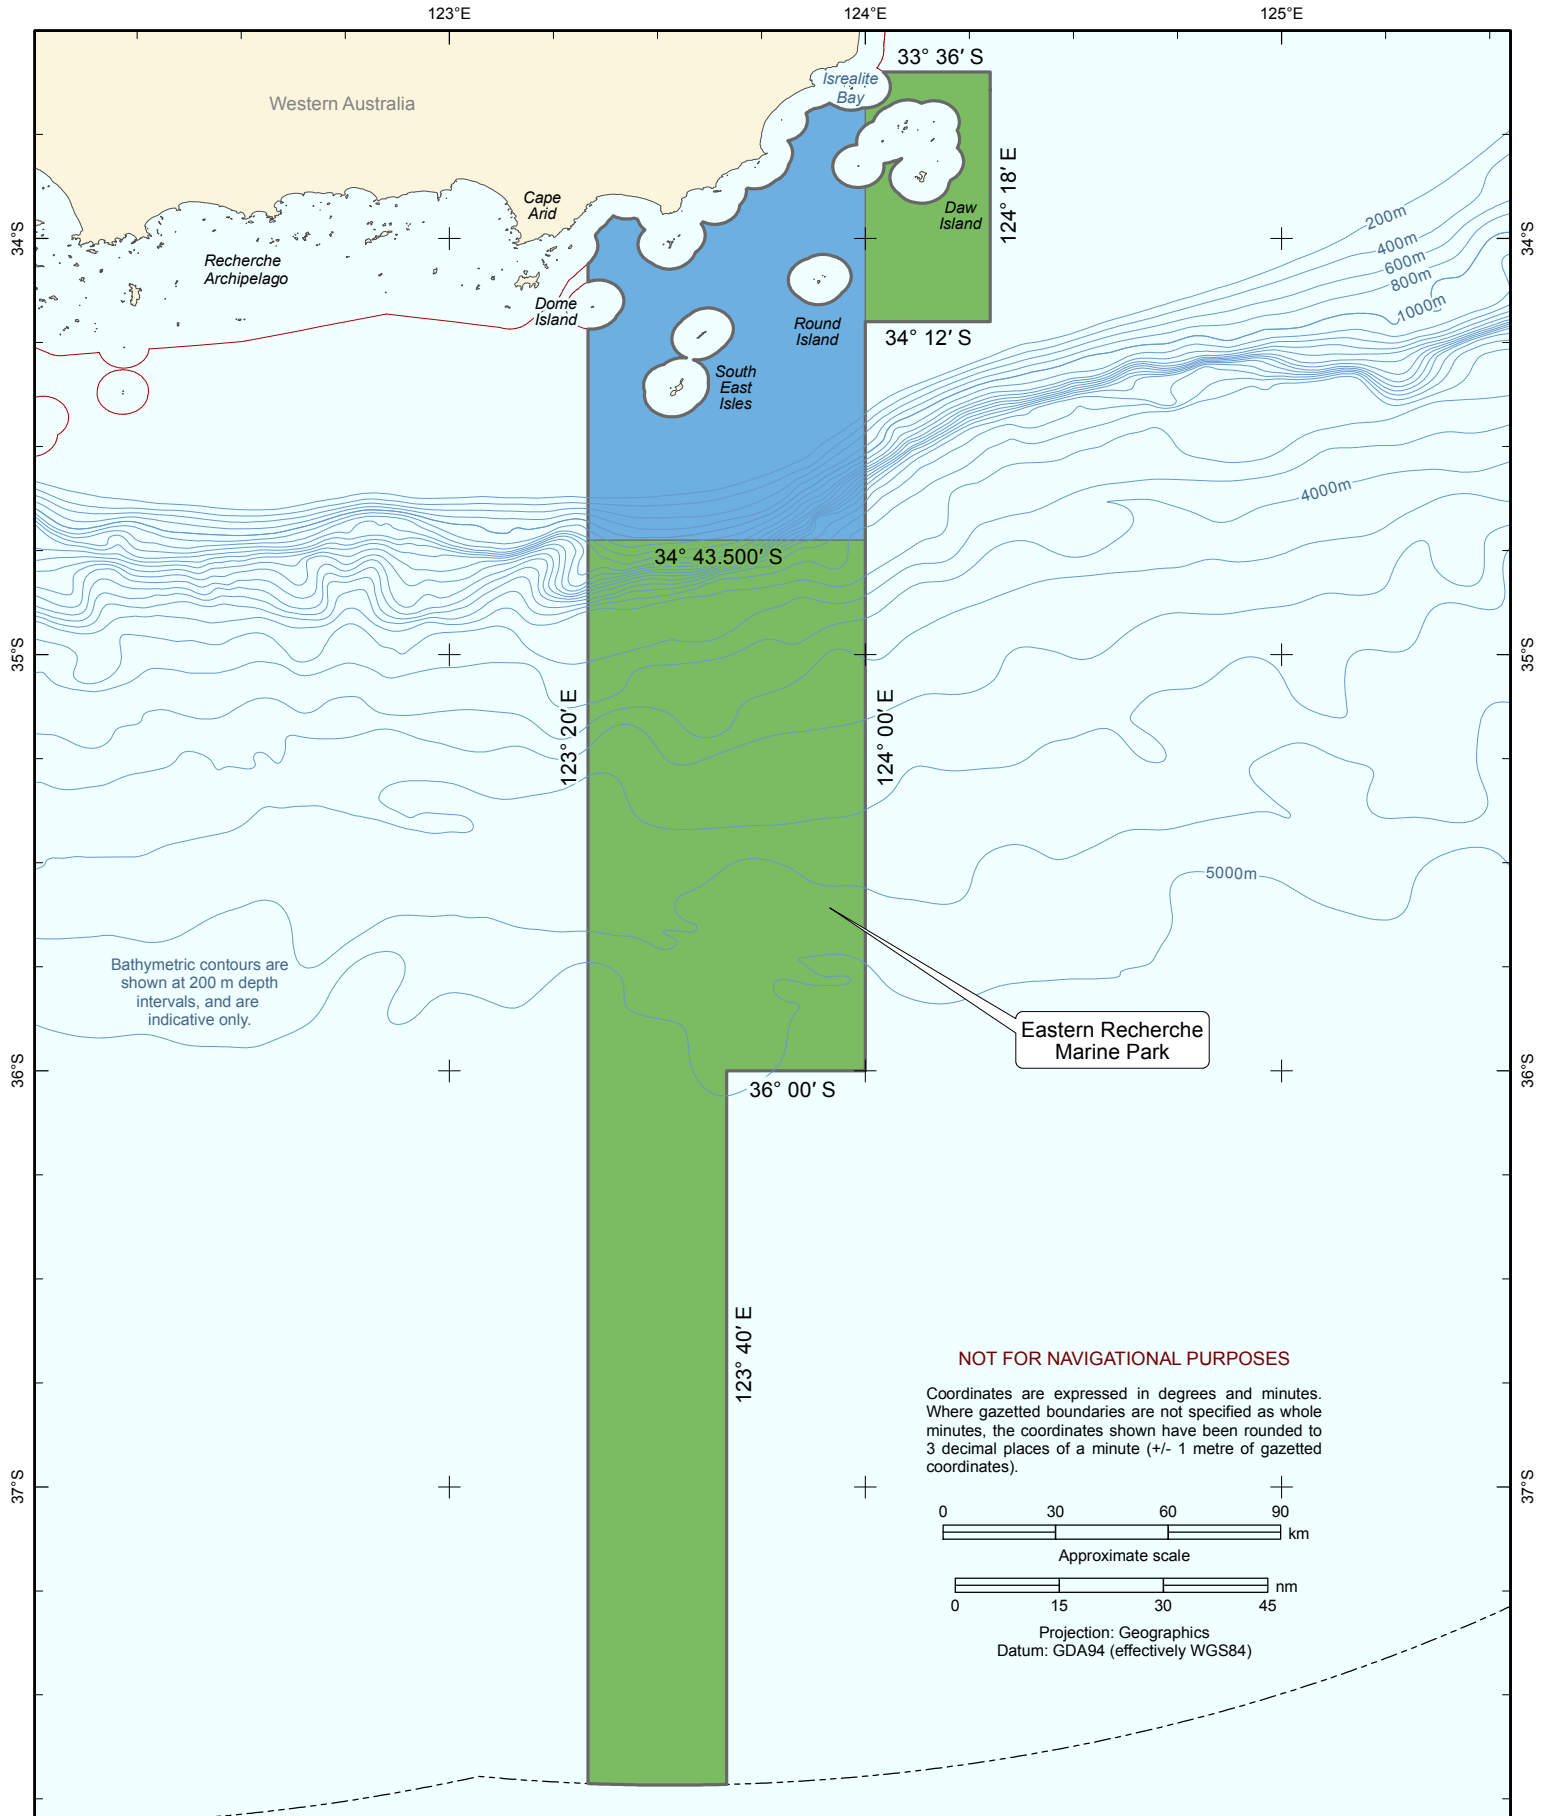 123°E
124°E
125°E
33° 36′ S
Isrealite
Bay
Western Australia
124° 18′ E
Cape
Arid
Daw
Island
200m
34°S
34°S
400m
600m
800m
1000m
Recherche
Archipelago
Dome
Island
Round
Island
34° 12′ S
South
East
Isles
4000m
34° 43.500′ S
35°S
35°S
123° 20′ E
124° 00′ E
5000m
Bathymetric contours are
shown at 200 m depth
intervals, and are
indicative only.
Eastern Recherche
Marine Park
36°S
36°S
36° 00′ S
123° 40′ E
NOT FOR NAVIGATIONAL PURPOSES
Coordinates are expressed in degrees and minutes.
Where gazetted boundaries are not specified as whole
minutes, the coordinates shown have been rounded to
3 decimal places of a minute (+/- 1 metre of gazetted
coordinates).
37°S
37°S
0 30 60 90
km
Approximate scale
nm
0 15 30 45
Projection: Geographics
Datum: GDA94 (effectively WGS84)